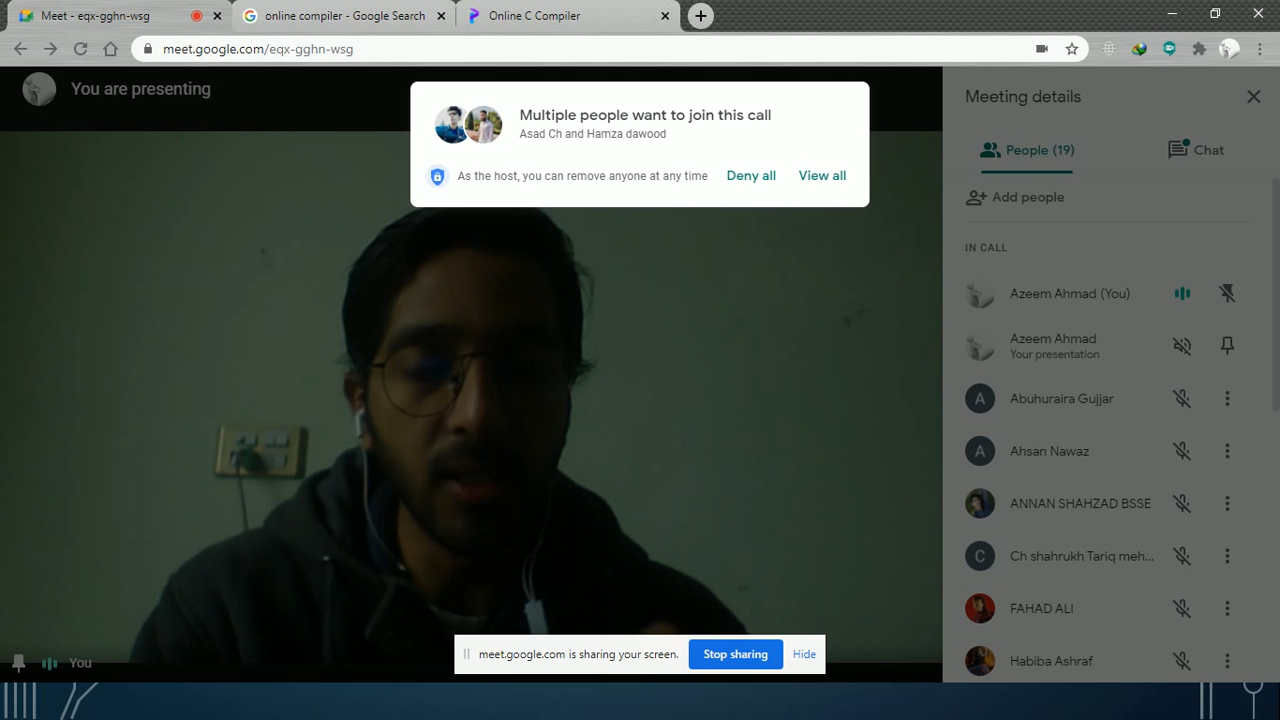 Meet - eqx-gghn-wsg
online compiler - Google Search
Online C Compiler
meet.google.com/eqx-gghn-wsg
You are presenting
Multiple people want to join this call
Asad Ch and Hamza dawood
As the host, you can remove anyone at any time
Deny all
View all
Meeting details
People (19)
Chat
Add people
IN CALL
Azeem Ahmad (You)
Azeem Ahmad
Your presentation
Abuhuraira Gujjar
Ahsan Nawaz
ANNAN SHAHZAD BSSE
Ch shahrukh Tariq meh...
FAHAD ALI
Habiba Ashraf
meet.google.com is sharing your screen.
Stop sharing
Hide
You